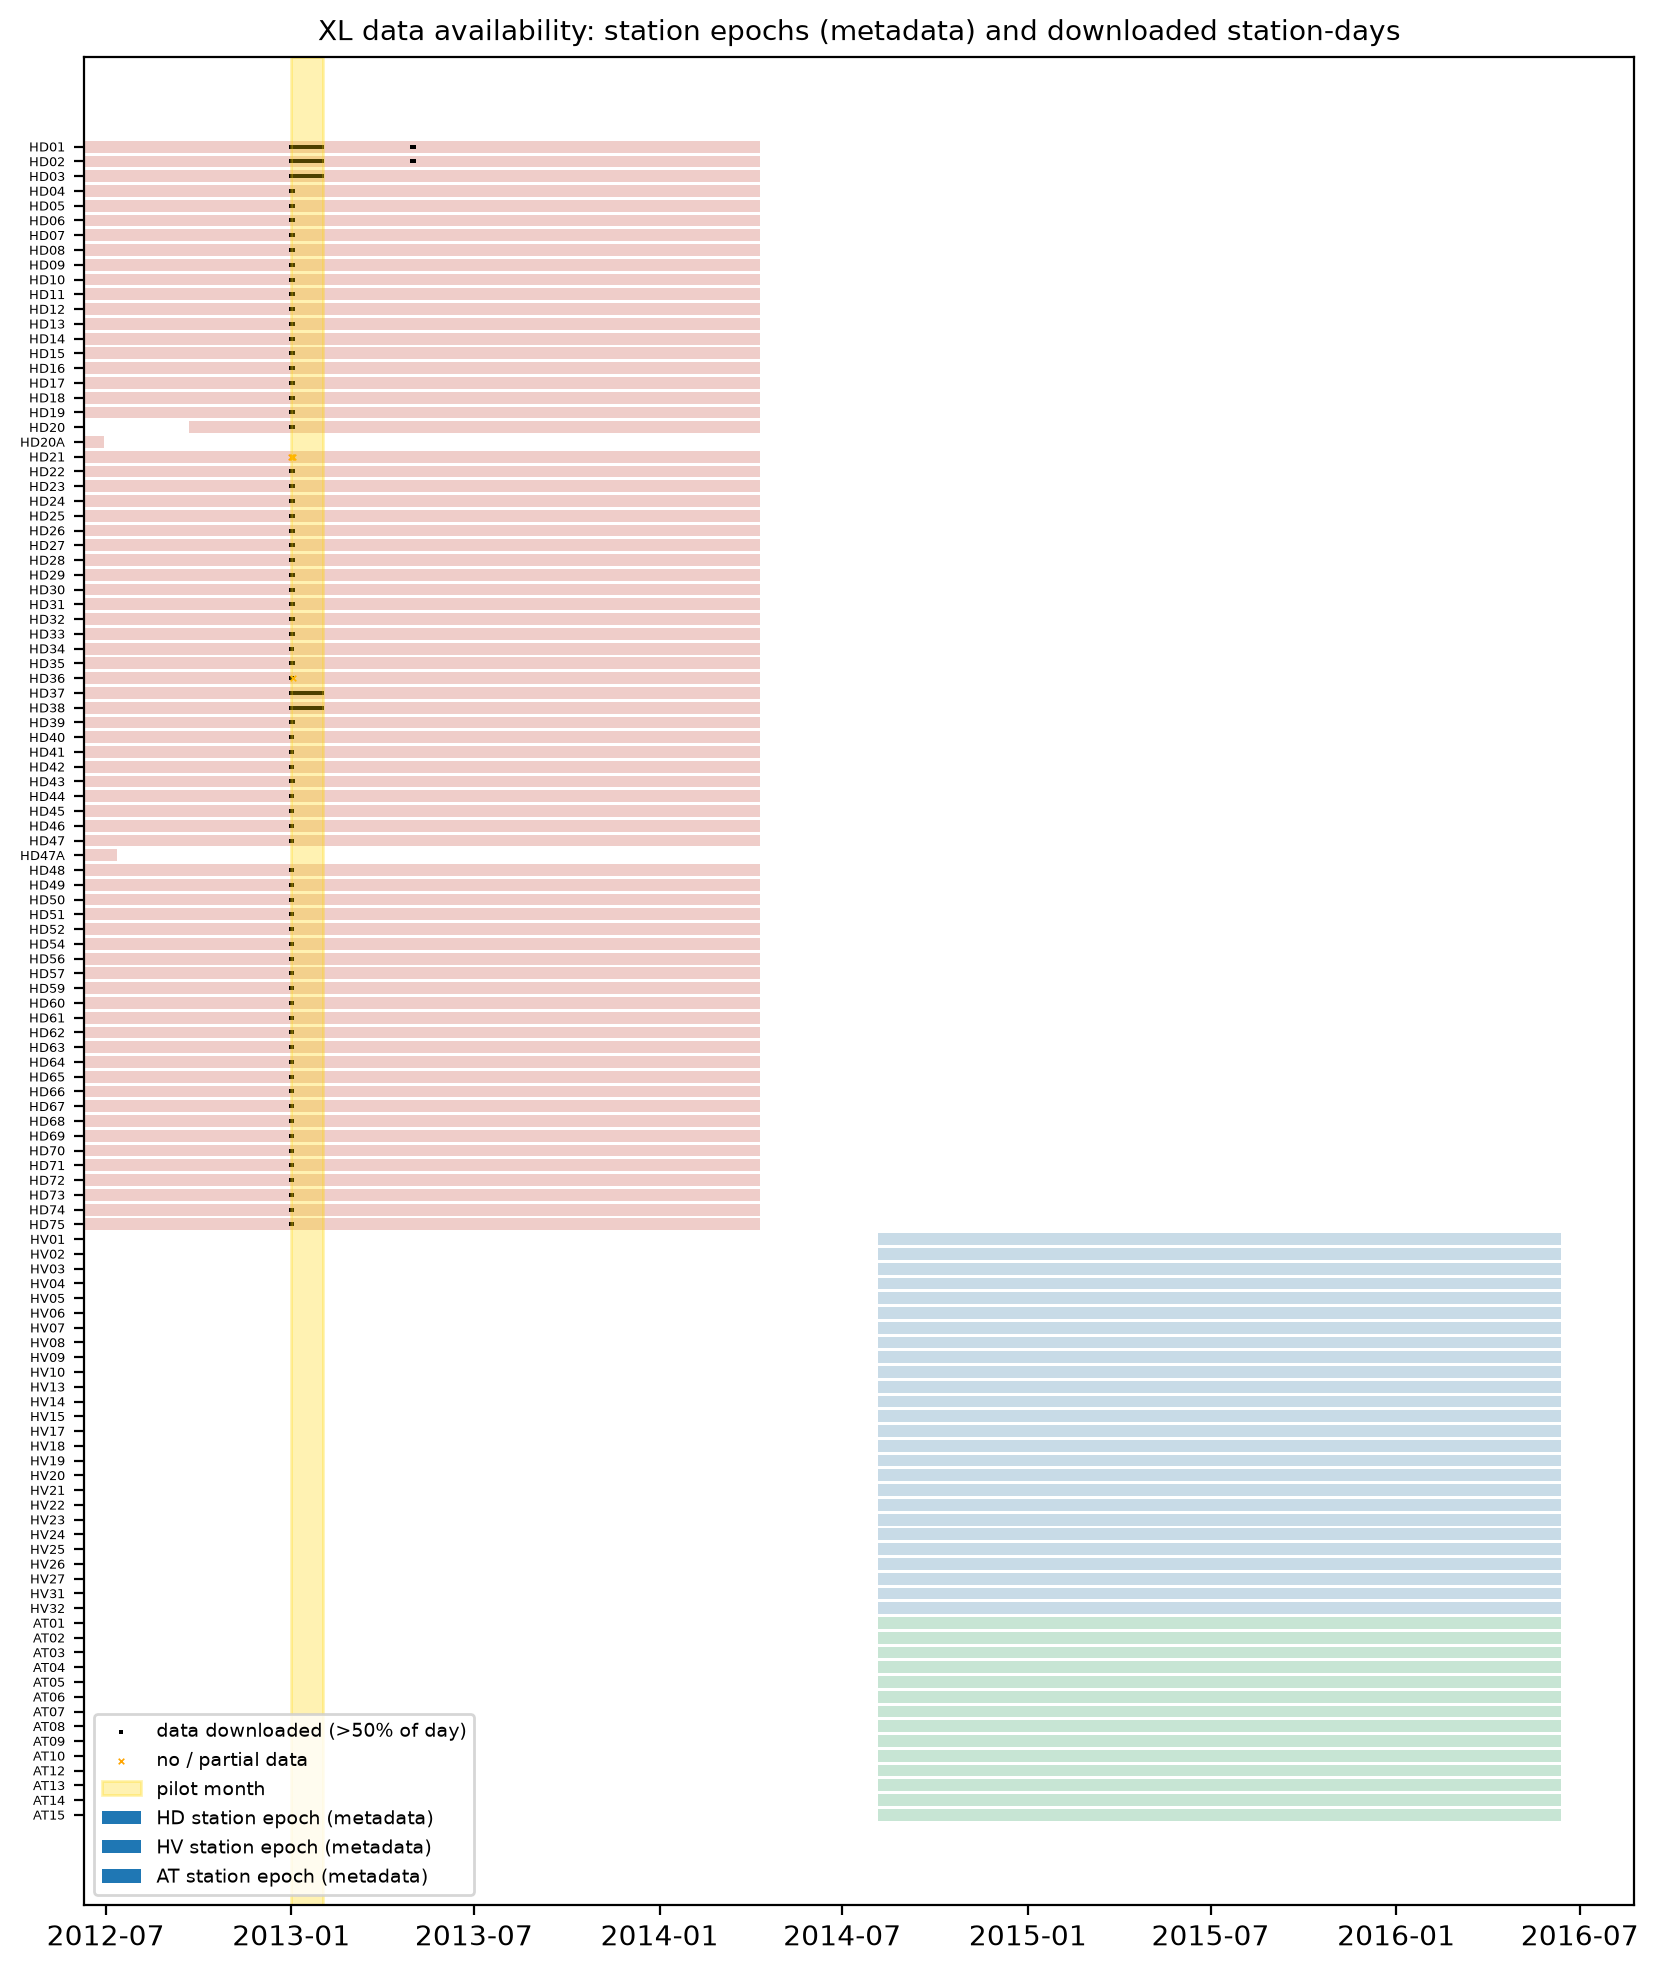 XL data availability: station epochs (metadata) and downloaded station-days
HD01
HD02
HD03
HD04
HD05
HD06
HD07
HD08
HD09
HD10
HD11
HD12
HD13
HD14
HD15
HD16
HD17
HD18
HD19
HD20
HD20A
HD21
HD22
HD23
HD24
HD25
HD26
HD27
HD28
HD29
HD30
HD31
HD32
HD33
HD34
HD35
HD36
HD37
HD38
HD39
HD40
HD41
HD42
HD43
HD44
HD45
HD46
HD47
HD47A
HD48
HD49
HD50
HD51
HD52
HD54
HD56
HD57
HD59
HD60
HD61
HD62
HD63
HD64
HD65
HD66
HD67
HD68
HD69
HD70
HD71
HD72
HD73
HD74
HD75
HV01
HV02
HV03
HV04
HV05
HV06
HV07
HV08
HV09
HV10
HV13
HV14
HV15
HV17
HV18
HV19
HV20
HV21
HV22
HV23
HV24
HV25
HV26
HV27
HV31
HV32
AT01
AT02
AT03
AT04
AT05
AT06
AT07
AT08
AT09
AT10
AT12
AT13
AT14
AT15
data downloaded (>50% of day)
no / partial data
pilot month
HD station epoch (metadata)
HV station epoch (metadata)
AT station epoch (metadata)
2012-07 2013-01 2013-07 2014-01 2014-07 2015-01 2015-07 2016-01 2016-07